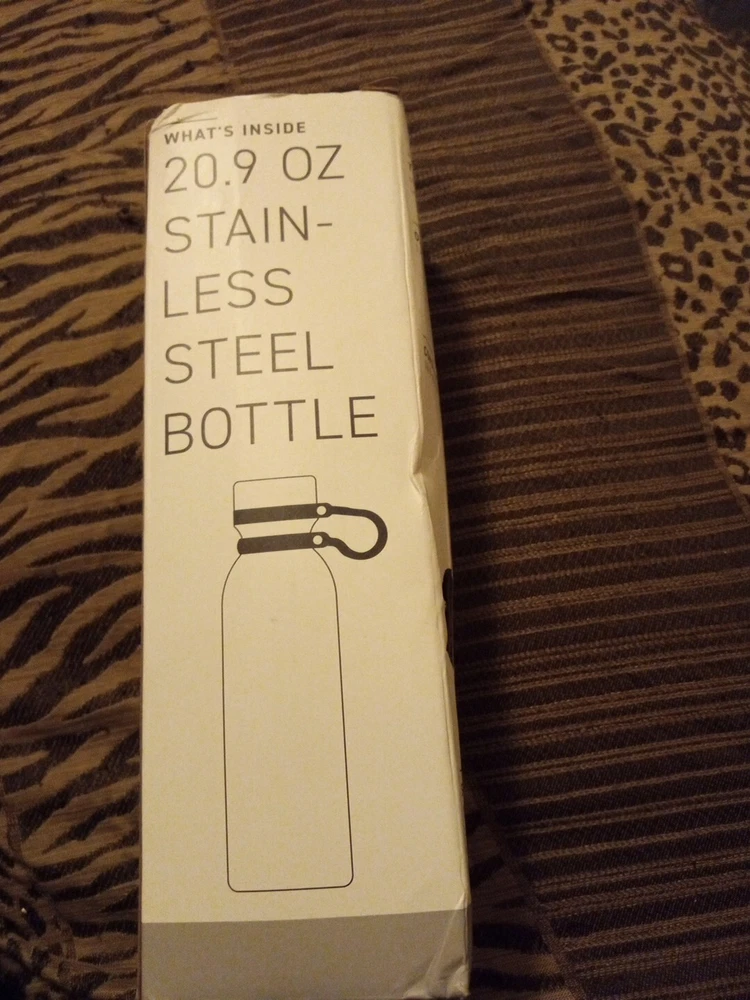 WHAT'S INSIDE
20.9 OZ
STAIN-
LESS
STEEL
BOTTLE